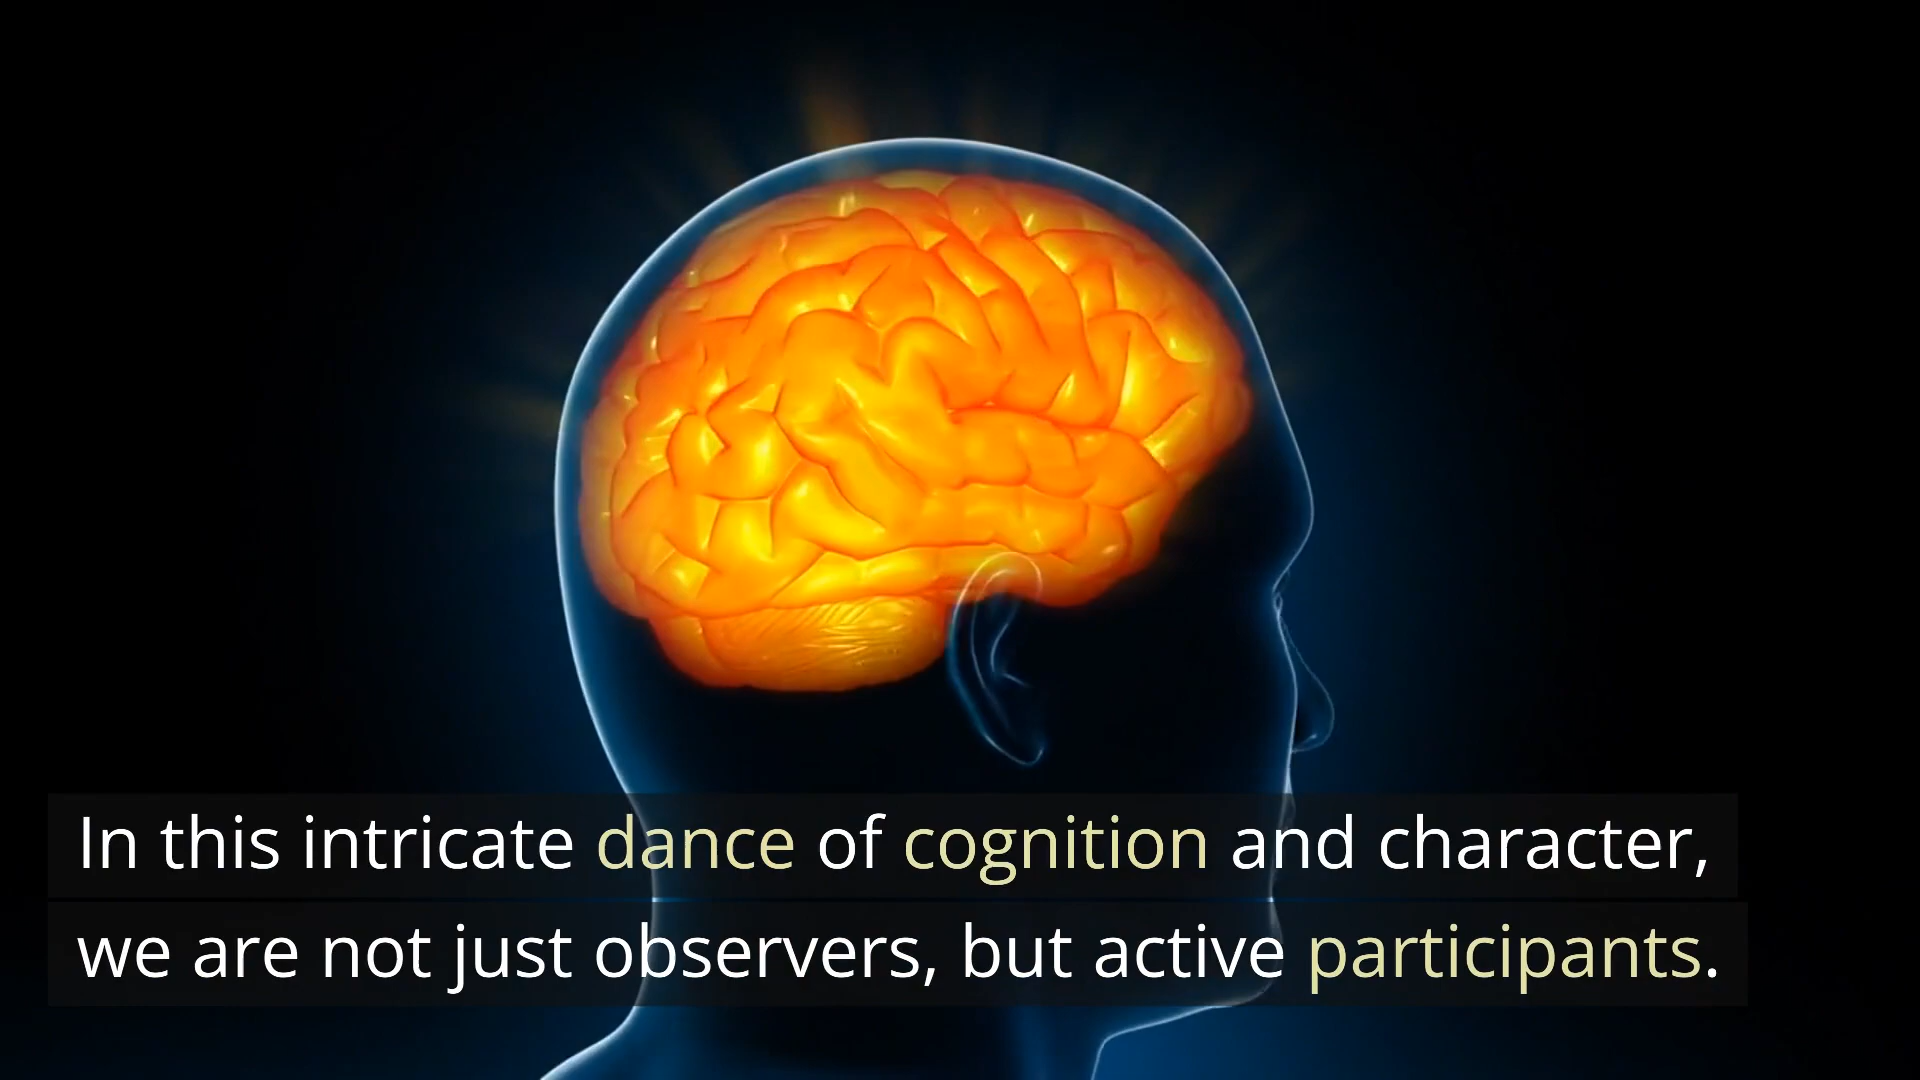 In this intricate dance of cognition and character,
we are not just observers, but active participants.